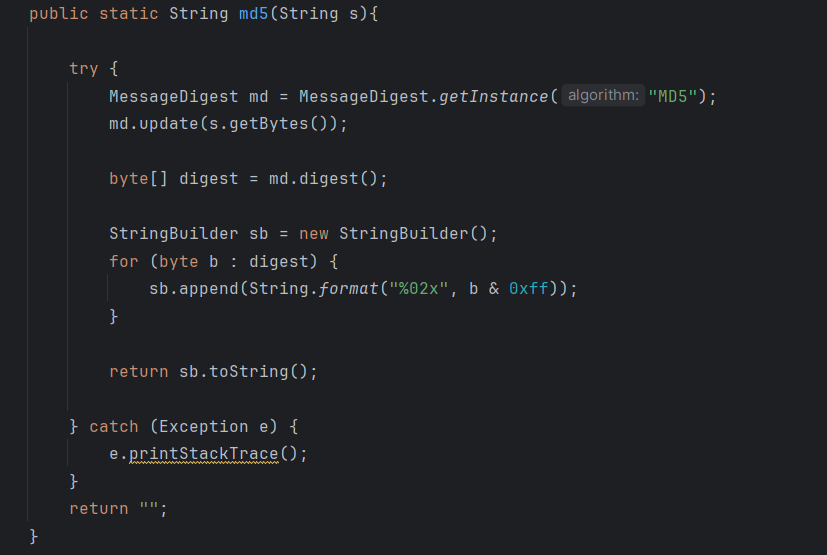 public static String md5(String s){
try {
MessageDigest md = MessageDigest.getInstance( algorithm: "MD5");
md.update(s.getBytes());
byte[] digest = md.digest();
StringBuilder sb = new StringBuilder();
for (byte b : digest) {
sb.append(String.format("%02x", b & 0xff));
}
return sb.toString();
} catch (Exception e) {
e.printStackTrace();
}
return "";
}